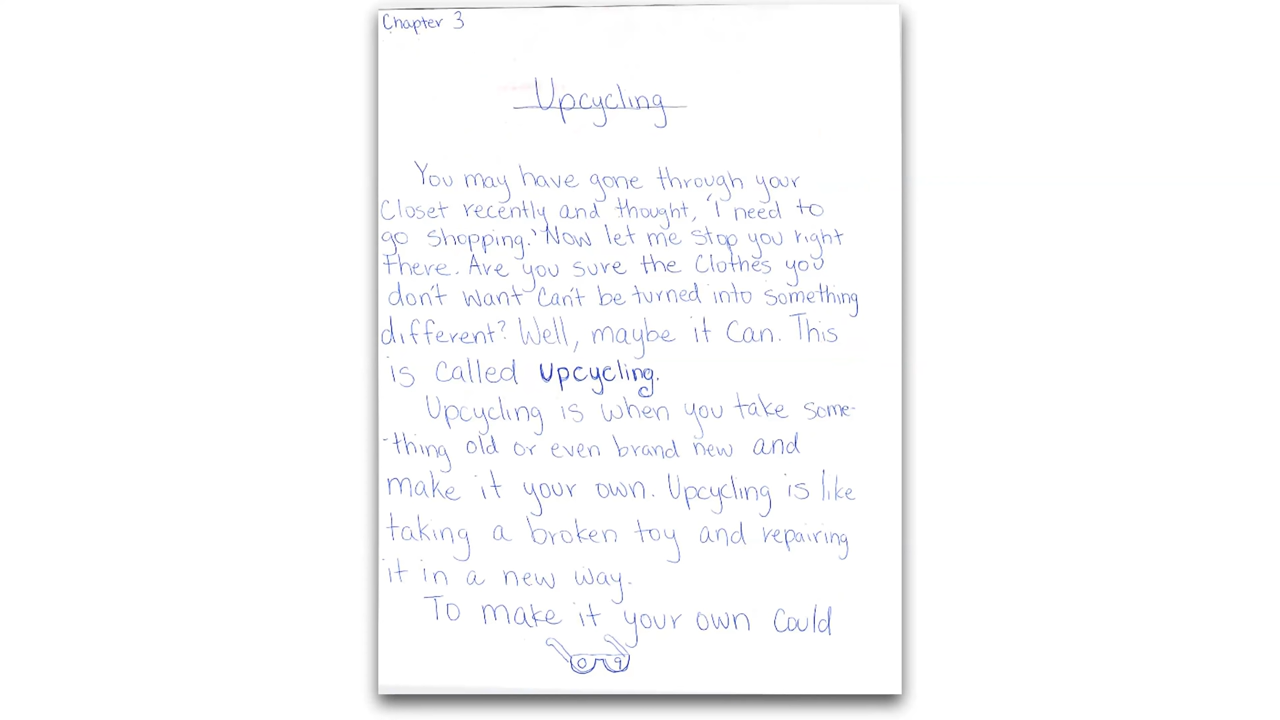 Chapter 3
Upcycling
You may have gone through your
Closet recently and thought, 'I need to
go shopping.' Now let me stop you right
there. Are you sure the Clothes you
don't want can't be turned into something
different? Well, maybe it Can. This
is called upcycling.
Upcycling is when you take some-
-thing old or even brand new and
make it your own. Upcycling is like
taking a broken toy and repairing
it in a new way.
To make it your own Could
09